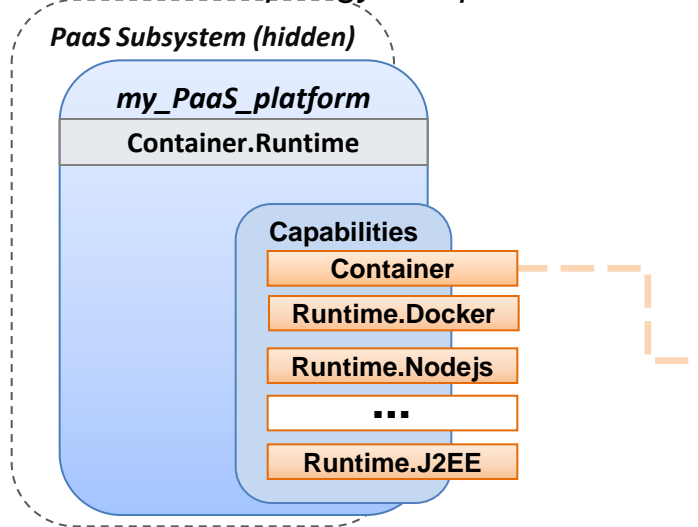 PaaS Subsystem (hidden)
my_PaaS_platform
Container.Runtime
Capabilities
Container
Runtime.Docker
Runtime.Nodejs
...
Runtime.J2EE